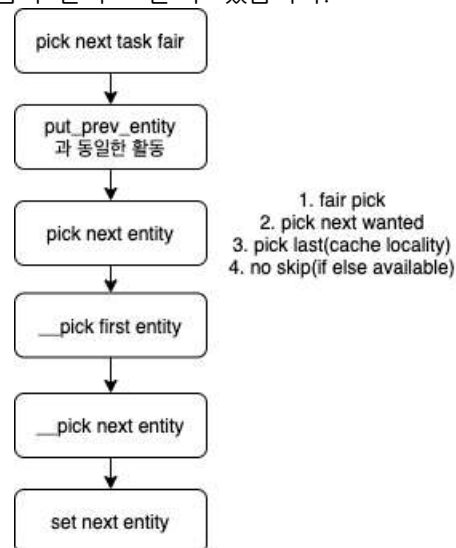 pick next task fair
put_prev_entity
과 동일한 활동
pick next entity
1. fair pick
2. pick next wanted
3. pick last(cache locality)
4. no skip(if else available)
__pick first entity
__pick next entity
set next entity